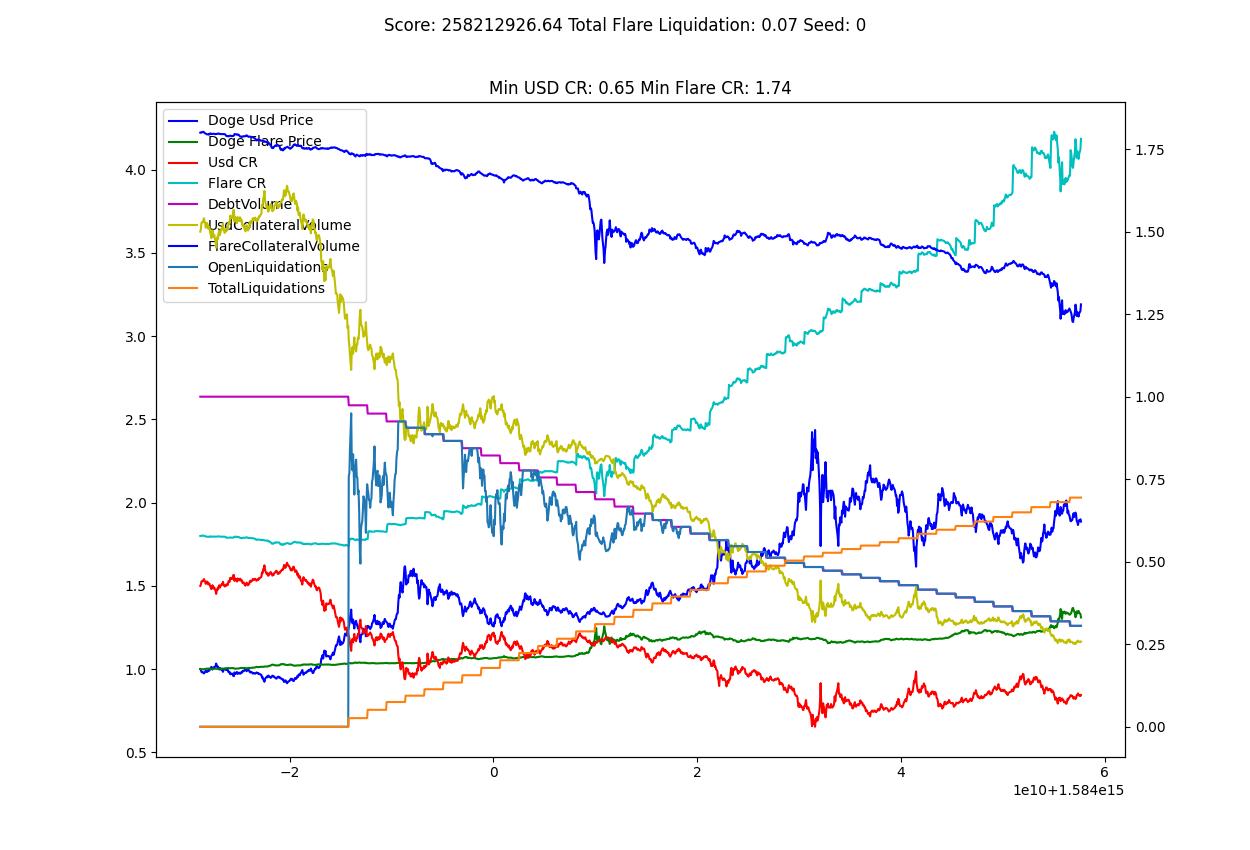 Score: 258212926.64 Total Flare Liquidation: 0.07 Seed: 0
Min USD CR: 0.65 Min Flare CR: 1.74
Doge Usd Price
Doge Flare Price
Usd CR
Flare CR
DebtVolume
UsdCollateralVolume
FlareCollateralVolume
OpenLiquidations
TotalLiquidations
4.0
3.5
3.0
2.5
2.0
1.5
1.0
0.5
1.75
1.50
1.25
1.00
0.75
0.50
0.25
0.00
−2
0
2
4
6
1e10+1.584e15